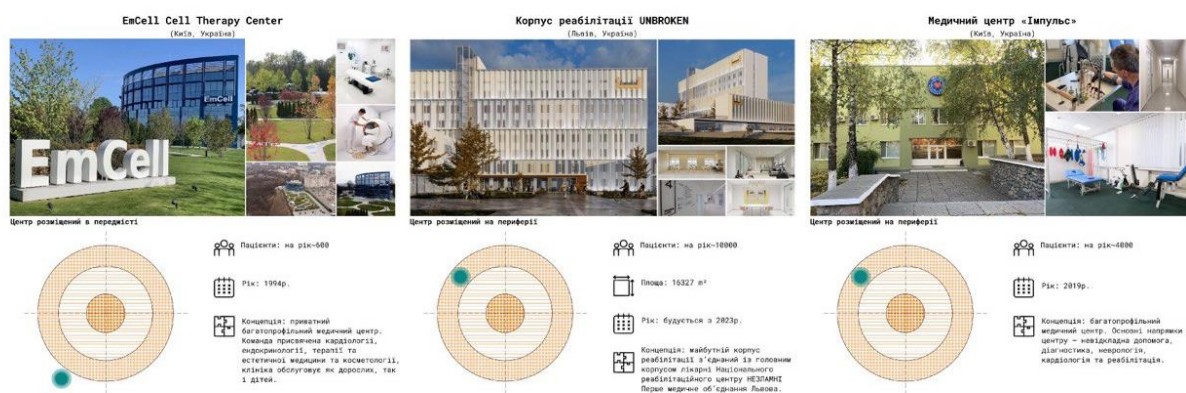 EmCell Cell Therapy Center
(Київ, Україна)
EmCell
EmCell
Центр розміщений в передмісті
Пацієнти: на рік~600
Рік: 1994р.
Концепція: приватний
багатопрофільний медичний центр.
Команда присвячена кардіології,
ендокринології, терапії та
естетичної медицини та косметології,
клініка обслуговує як дорослих, так
і дітей.
Корпус реабілітації UNBROKEN
(Львів, Україна)
4
Центр розміщений на периферії
Пацієнти: на рік~10000
Площа: 16327 m²
Рік: будується з 2023р.
Концепція: майбутній корпус
реабілітації з'єднаний із головним
корпусом лікарні Національного
реабілітаційного центру НЕЗЛАМНІ
Перше медичне об'єднання Львова.
Медичний центр «Імпульс»
(Київ, Україна)
Центр розміщений на периферії
Пацієнти: на рік~4000
Рік: 2019р.
Концепція: багатопрофільний
медичний центр. Основні напрямки
центру – невідкладна допомога,
діагностика, неврологія,
кардіологія та реабілітація.